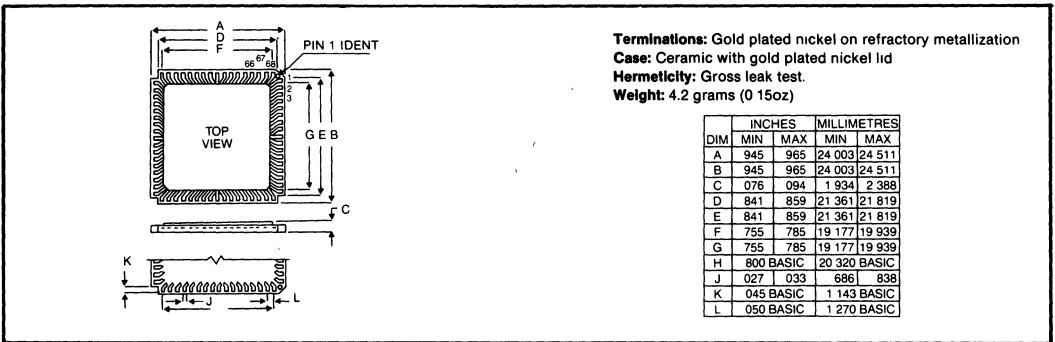 A
D
F
PIN 1 IDENT
66 67 68
1
2
3
TOP
VIEW
G E B
C
K
J
L
Terminations: Gold plated nickel on refractory metallization
Case: Ceramic with gold plated nickel lid
Hermeticity: Gross leak test.
Weight: 4.2 grams (0 15oz)
DIM INCHES MILLIMETRES
MIN MAX MIN MAX
A 945 965 24 003 24 511
B 945 965 24 003 24 511
C 076 094 1 934 2 388
D 841 859 21 361 21 819
E 841 859 21 361 21 819
F 755 785 19 177 19 939
G 755 785 19 177 19 939
H 800 BASIC 20 320 BASIC
J 027 033 686 838
K 045 BASIC 1 143 BASIC
L 050 BASIC 1 270 BASIC